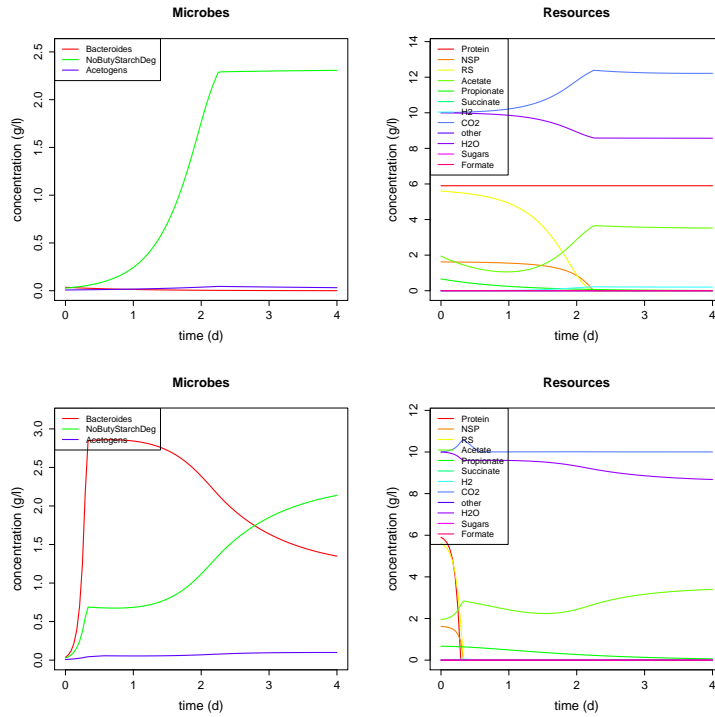 Microbes
concentration (g/l)
2.5
2.0
1.5
1.0
0.5
0.0
Bacteroides
NoButyStarchDeg
Acetogens
0 1 2 3 4
time (d)
Resources
concentration (g/l)
14
12
10
8
6
4
2
0
Protein
NSP
RS
Acetate
Propionate
Succinate
H2
CO2
other
H2O
Sugars
Formate
0 1 2 3 4
time (d)
Microbes
concentration (g/l)
3.0
2.5
2.0
1.5
1.0
0.5
0.0
Bacteroides
NoButyStarchDeg
Acetogens
0 1 2 3 4
time (d)
Resources
concentration (g/l)
12
10
8
6
4
2
0
Protein
NSP
RS
Acetate
Propionate
Succinate
H2
CO2
other
H2O
Sugars
Formate
0 1 2 3 4
time (d)